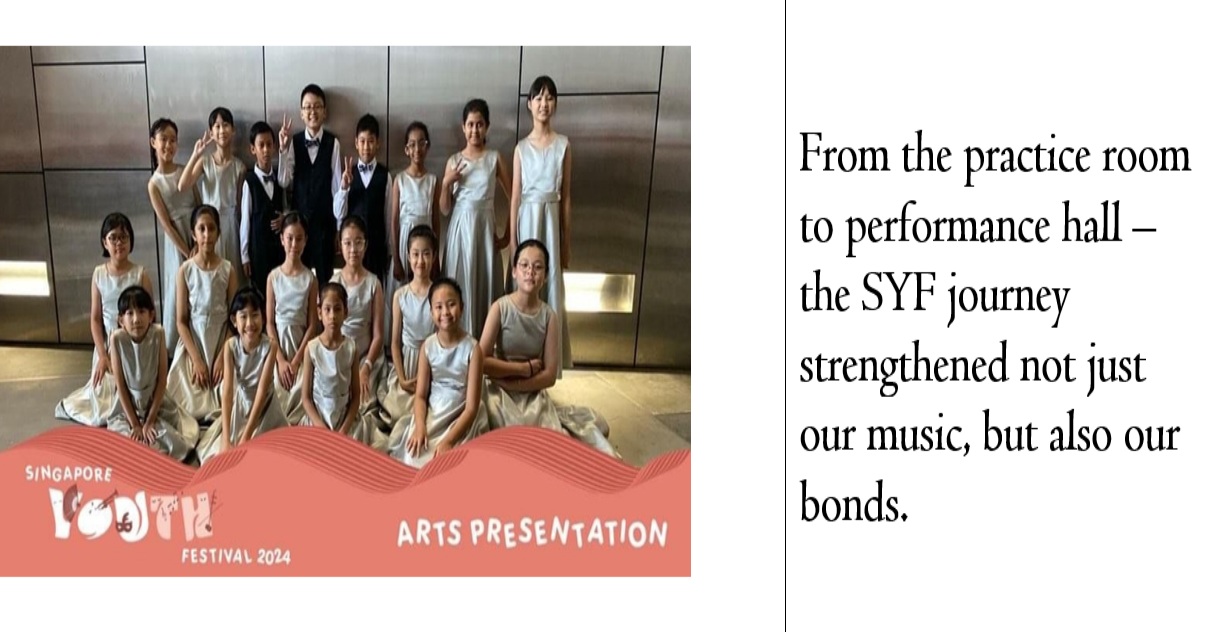 SINGAPORE
YOUTH
FESTIVAL 2024
ARTS PRESENTATION
From the practice room
to performance hall –
the SYF journey
strengthened not just
our music, but also our
bonds.